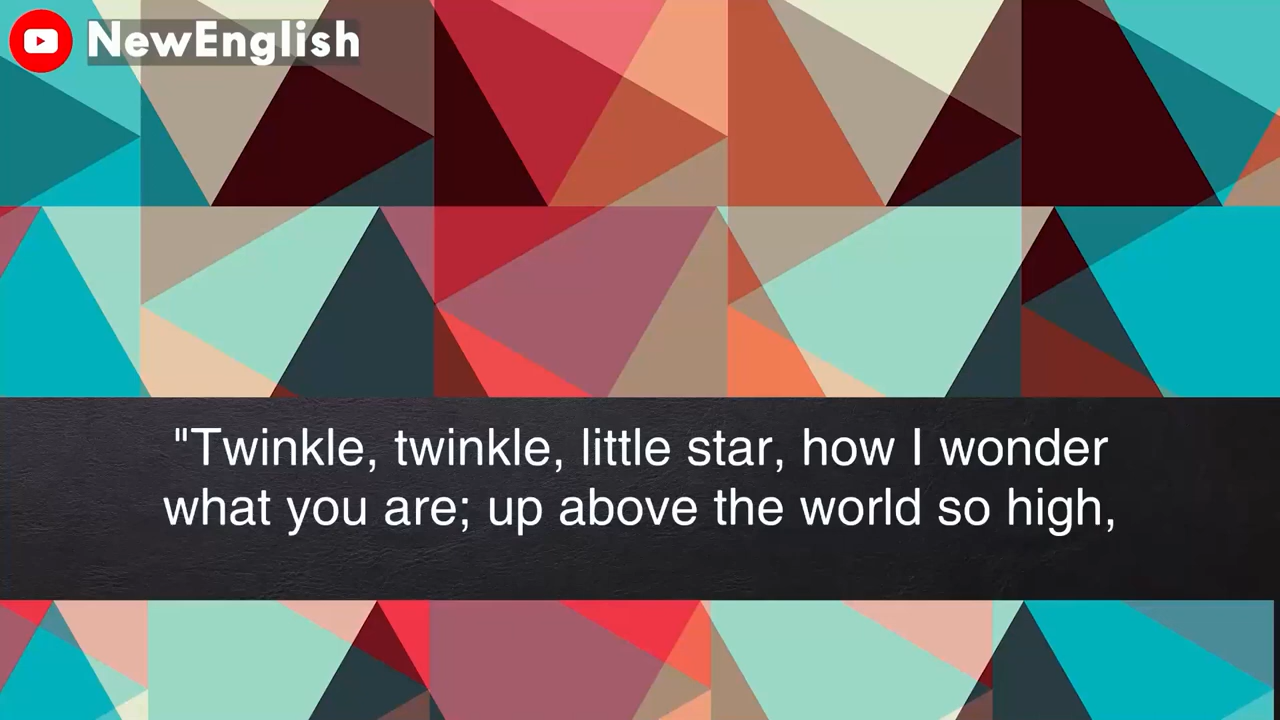 NewEnglish
"Twinkle, twinkle, little star, how I wonder
what you are; up above the world so high,